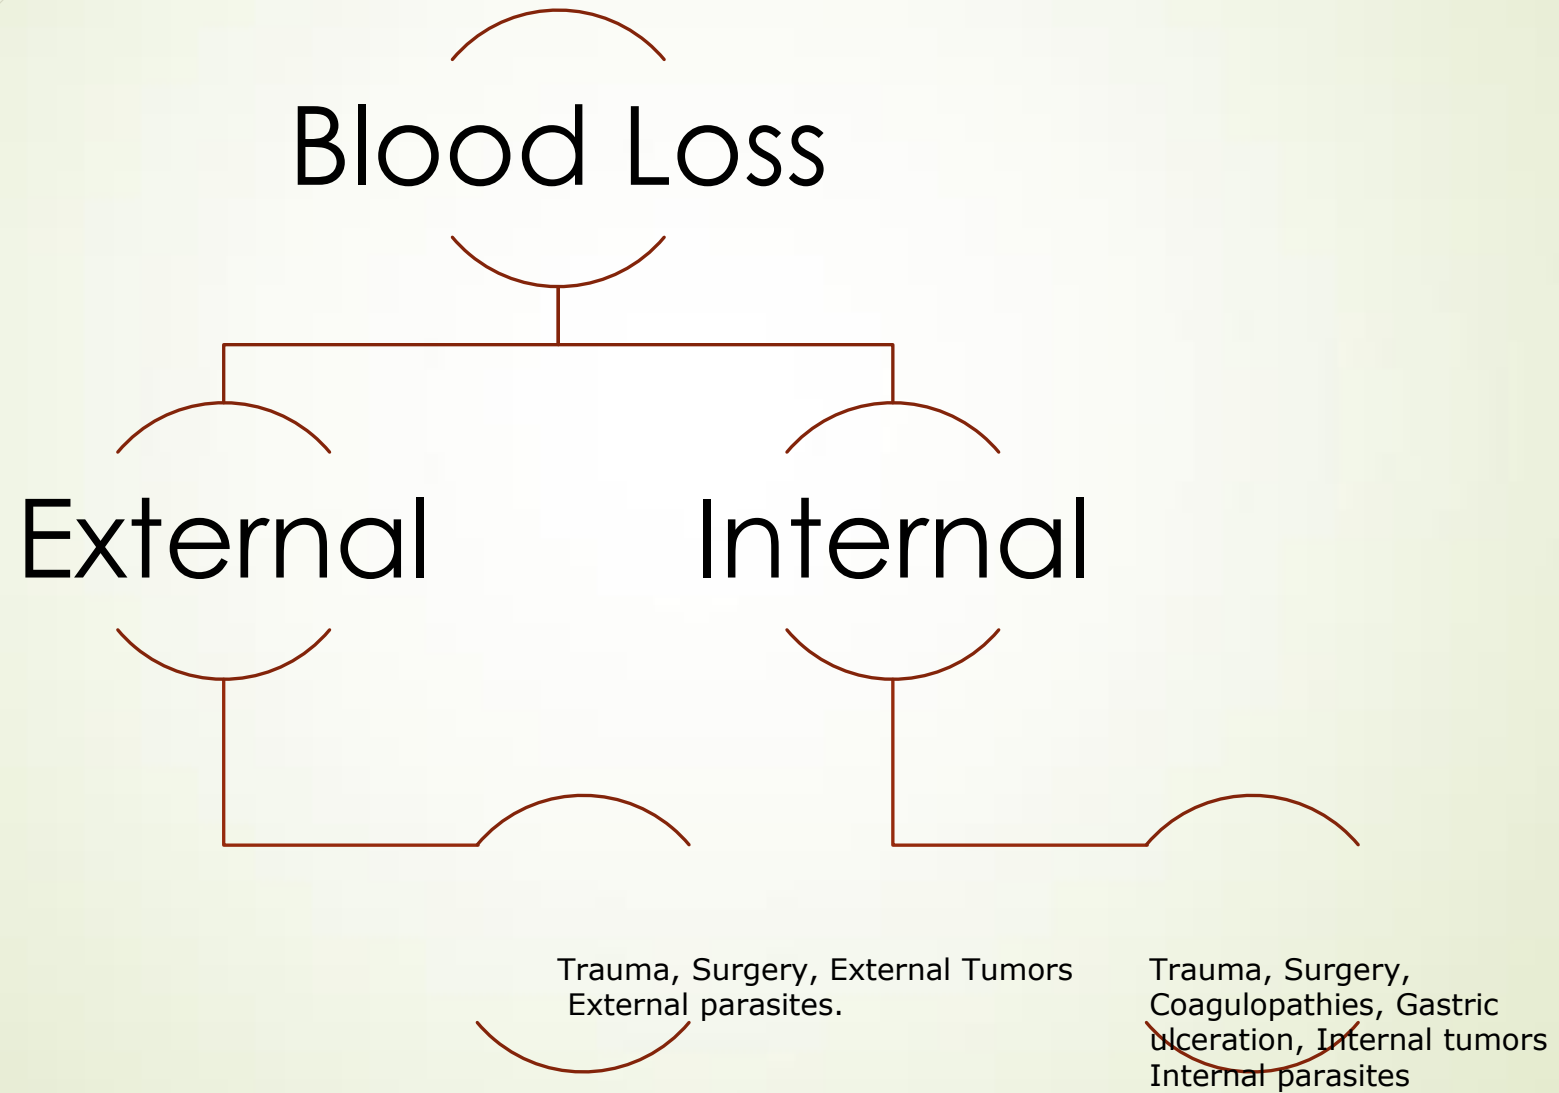 Blood Loss
External
Internal
Trauma, Surgery, External Tumors
External parasites.
Trauma, Surgery,
Coagulopathies, Gastric
ulceration, Internal tumors
Internal parasites